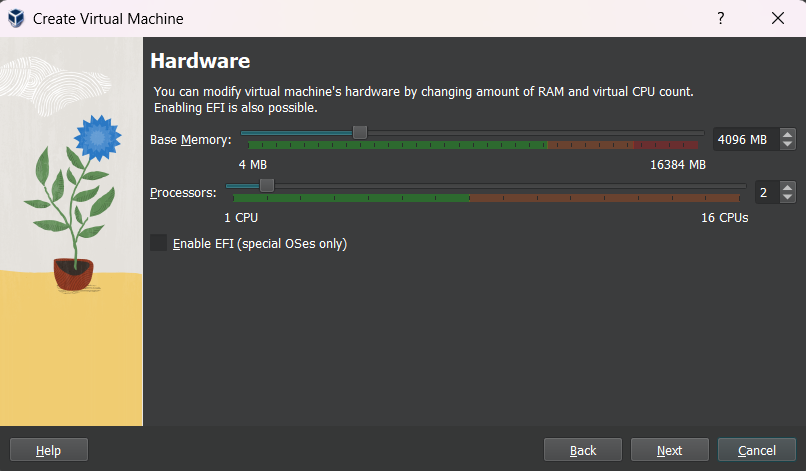 Create Virtual Machine
?
Hardware
You can modify virtual machine's hardware by changing amount of RAM and virtual CPU count.
Enabling EFI is also possible.
Base Memory:
4096 MB
4 MB
16384 MB
Processors:
2
1 CPU
16 CPUs
Enable EFI (special OSes only)
Help
Back
Next
Cancel